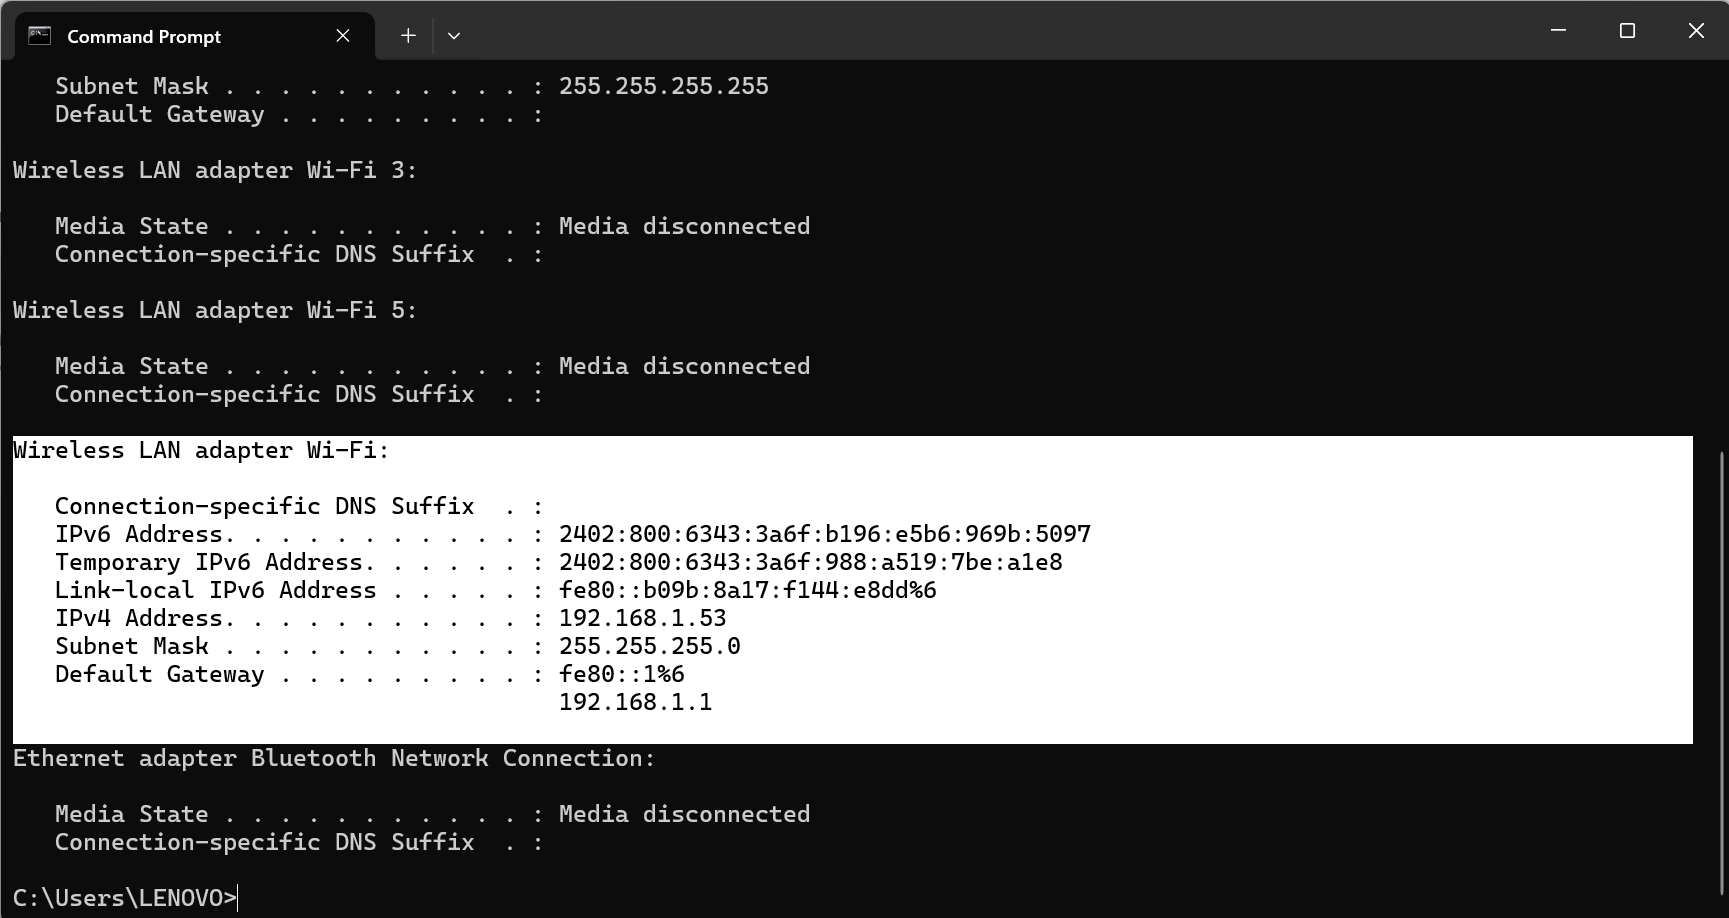 Command Prompt
Subnet Mask . . . . . . . . . . . : 255.255.255.255
Default Gateway . . . . . . . . . :
Wireless LAN adapter Wi-Fi 3:
Media State . . . . . . . . . . . : Media disconnected
Connection-specific DNS Suffix  . :
Wireless LAN adapter Wi-Fi 5:
Media State . . . . . . . . . . . : Media disconnected
Connection-specific DNS Suffix  . :
Wireless LAN adapter Wi-Fi:
Connection-specific DNS Suffix  . :
IPv6 Address. . . . . . . . . . . : 2402:800:6343:3a6f:b196:e5b6:969b:5097
Temporary IPv6 Address. . . . . . : 2402:800:6343:3a6f:988:a519:7be:a1e8
Link-local IPv6 Address . . . . . : fe80::b09b:8a17:f144:e8dd%6
IPv4 Address. . . . . . . . . . . : 192.168.1.53
Subnet Mask . . . . . . . . . . . : 255.255.255.0
Default Gateway . . . . . . . . . : fe80::1%6
192.168.1.1
Ethernet adapter Bluetooth Network Connection:
Media State . . . . . . . . . . . : Media disconnected
Connection-specific DNS Suffix  . :
C:\Users\LENOVO>